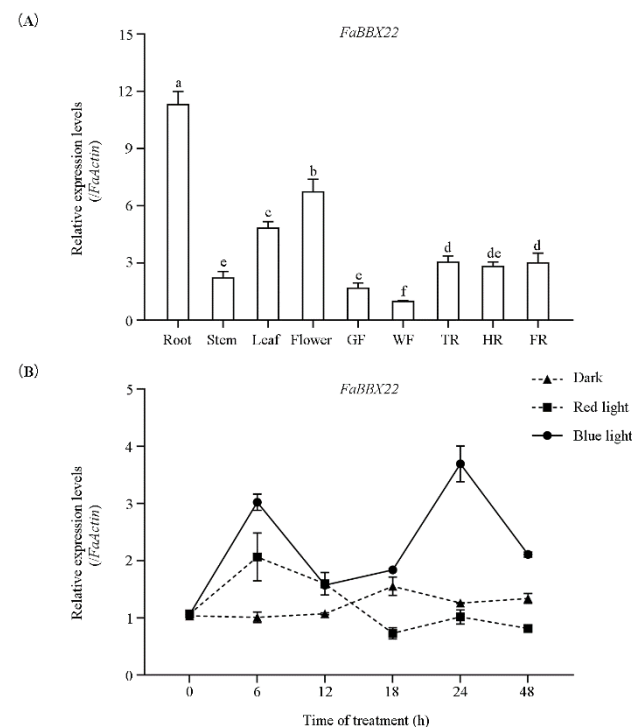 (A)
FaBBX22
15
12
9
6
3
0
Relative expression levels
(/FaActin)
a
e
c
b
e
f
d
de
d
Root Stem Leaf Flower GF WF TR HR FR
(B)
FaBBX22
5
4
3
2
1
0
Relative expression levels
(/FaActin)
Dark
Red light
Blue light
0 6 12 18 24 48
Time of treatment (h)